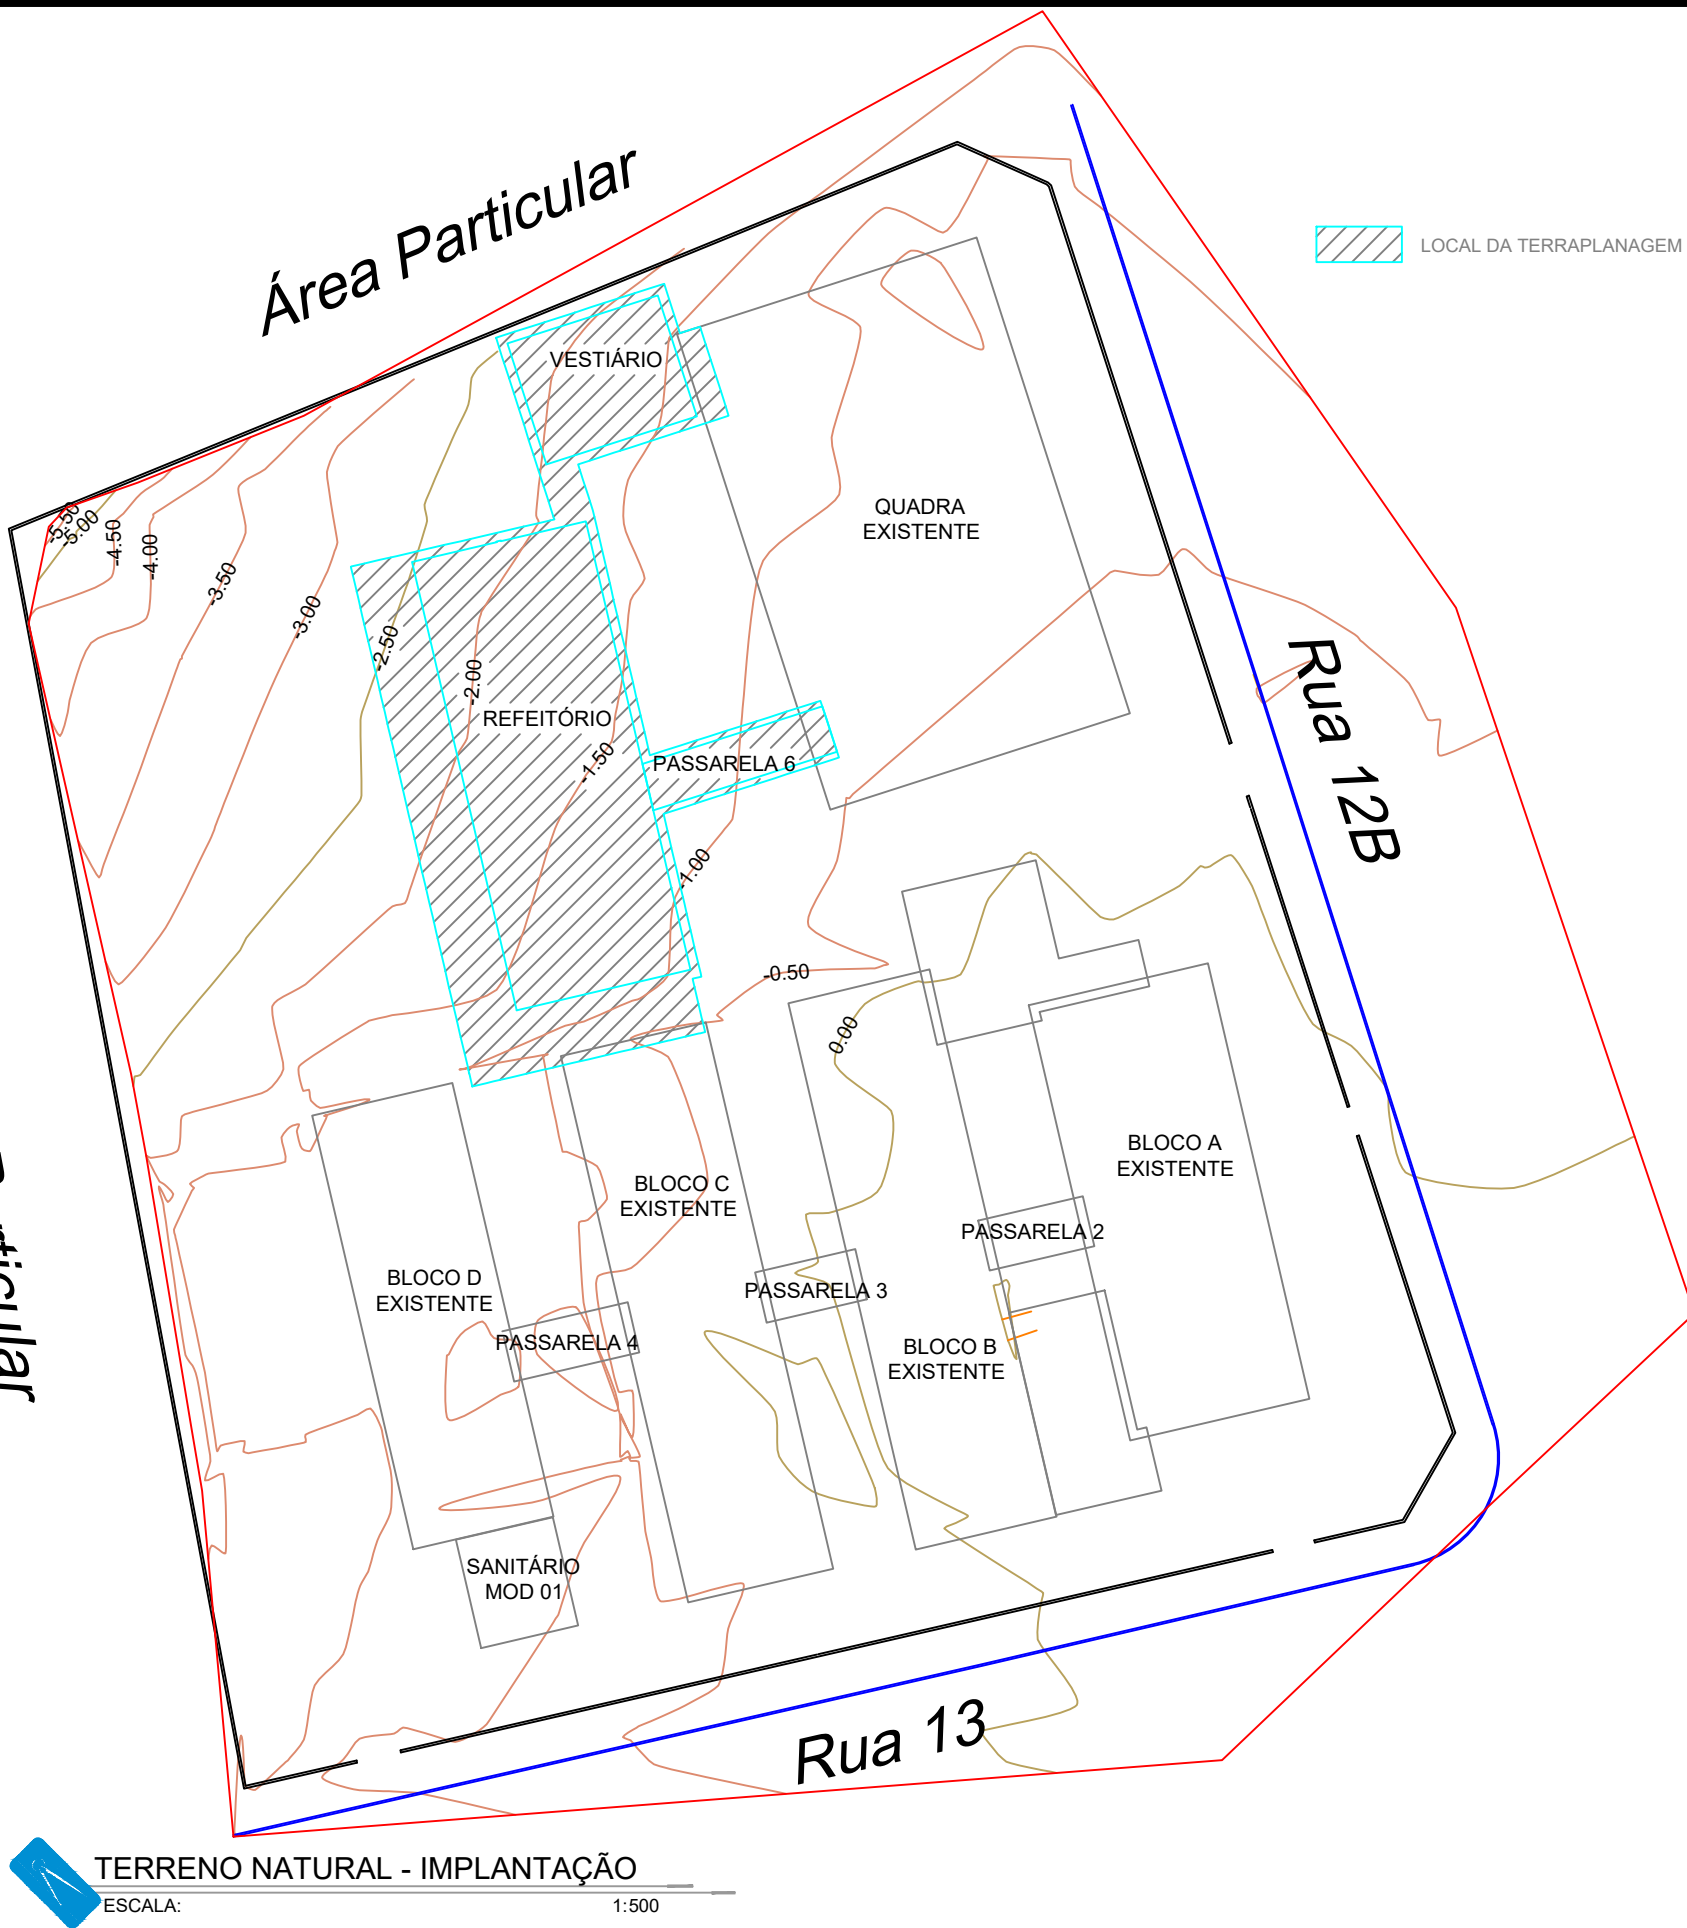 Área Particular
LOCAL DA TERRAPLANAGEM
VESTIÁRIO
QUADRA
EXISTENTE
-5.50
-5.00
-4.50
-4.00
-3.50
-3.00
-2.50
-2.00
REFEITÓRIO
-1.50
PASSARELA 6
Rua 12B
-1.00
-0.50
0.00
BLOCO A
EXISTENTE
BLOCO C
EXISTENTE
PASSARELA 2
BLOCO D
EXISTENTE
PASSARELA 3
PASSARELA 4
BLOCO B
EXISTENTE
SANITÁRIO
MOD 01
Rua 13
TERRENO NATURAL - IMPLANTAÇÃO
ESCALA: 1:500